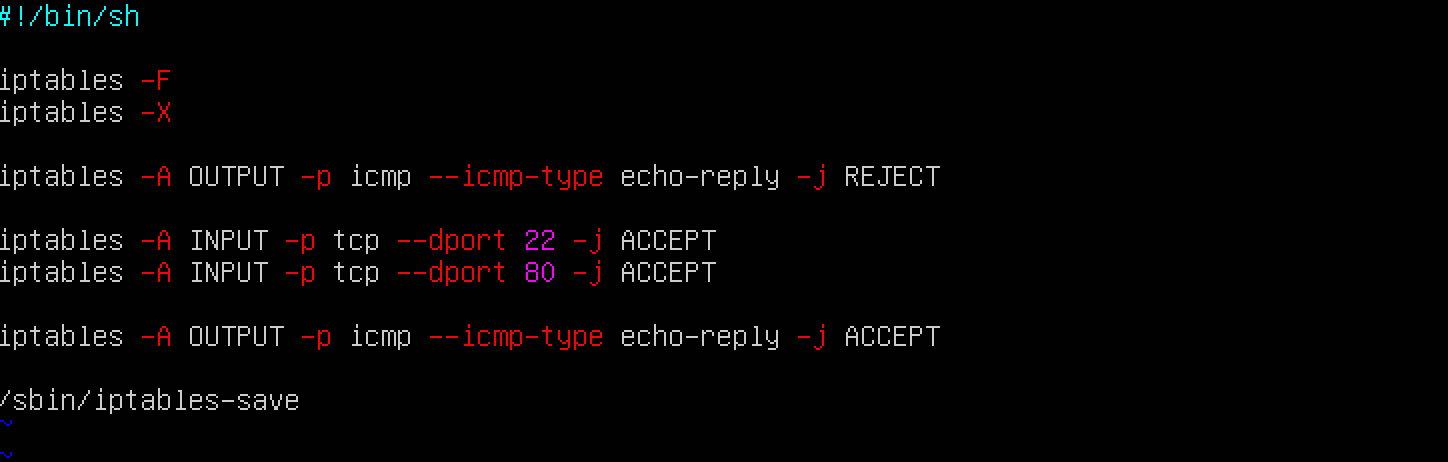 #!/bin/sh
iptables -F
iptables -X
iptables -A OUTPUT -p icmp --icmp-type echo-reply -j REJECT
iptables -A INPUT -p tcp --dport 22 -j ACCEPT
iptables -A INPUT -p tcp --dport 80 -j ACCEPT
iptables -A OUTPUT -p icmp --icmp-type echo-reply -j ACCEPT
/sbin/iptables-save
~
~